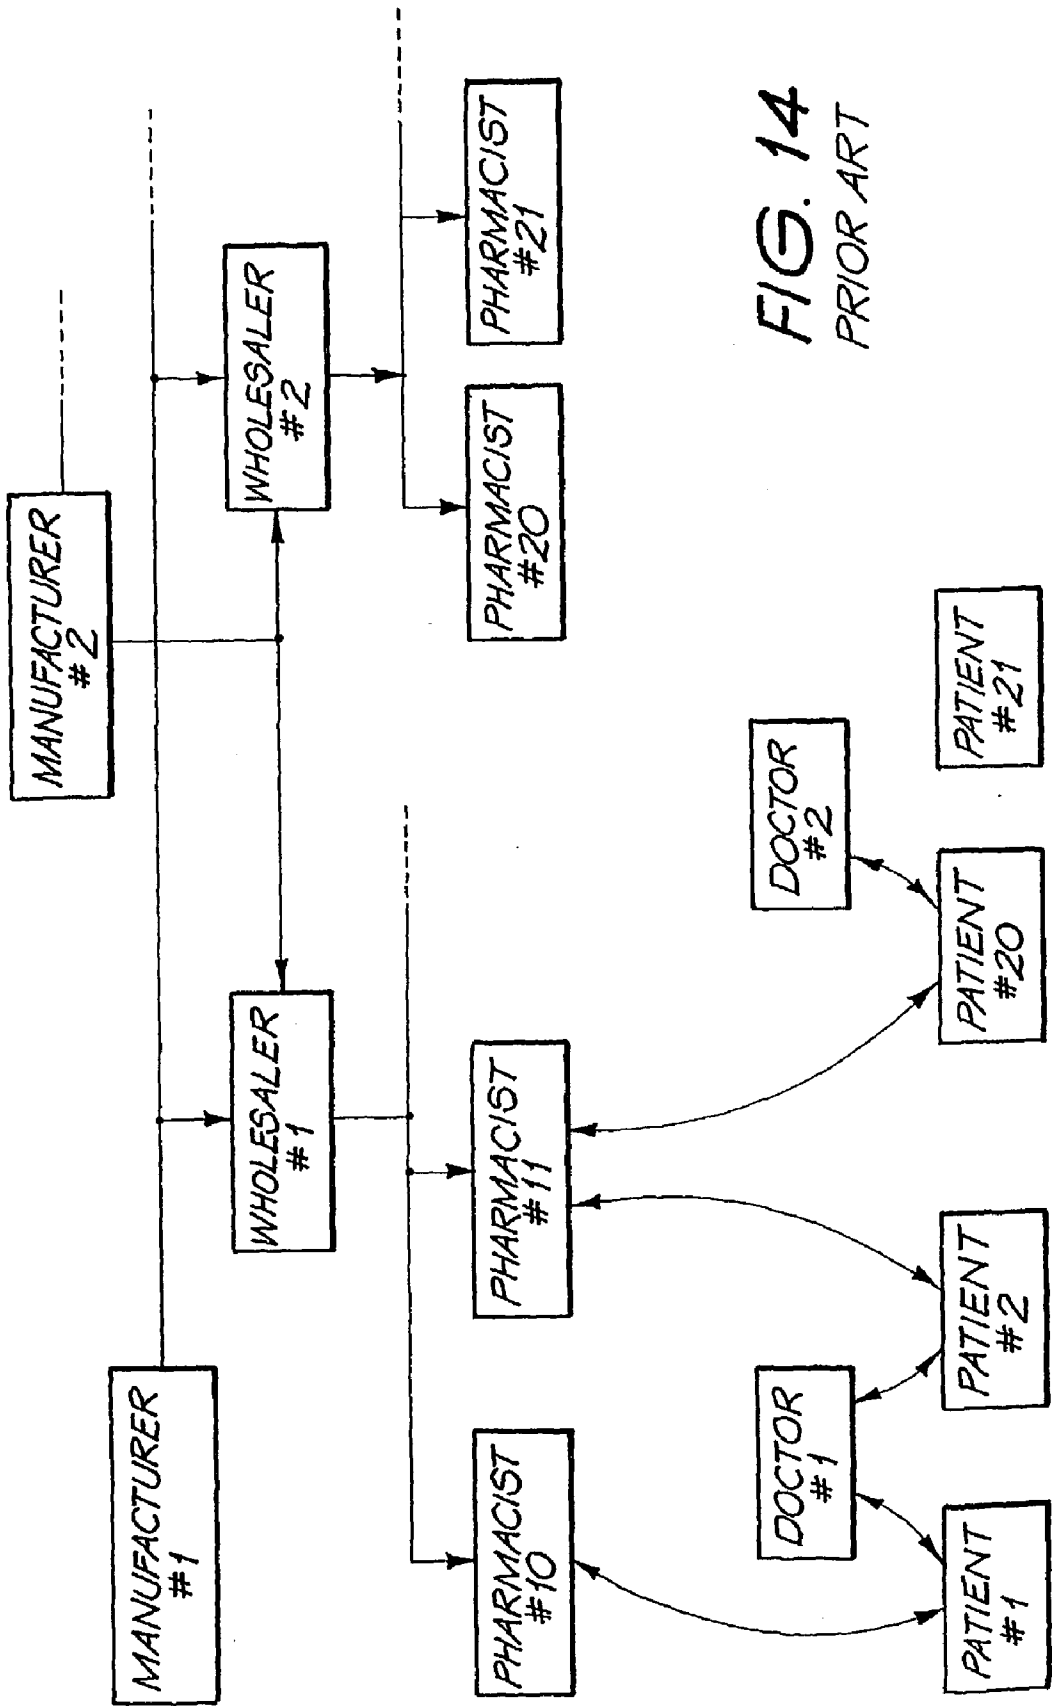 MANUFACTURER
#1
MANUFACTURER
#2
WHOLESALER
#1
WHOLESALER
#2
PHARMACIST
#10
PHARMACIST
#11
PHARMACIST
#20
PHARMACIST
#21
DOCTOR
#1
DOCTOR
#2
PATIENT
#1
PATIENT
#2
PATIENT
#20
PATIENT
#21
FIG. 14
PRIOR ART